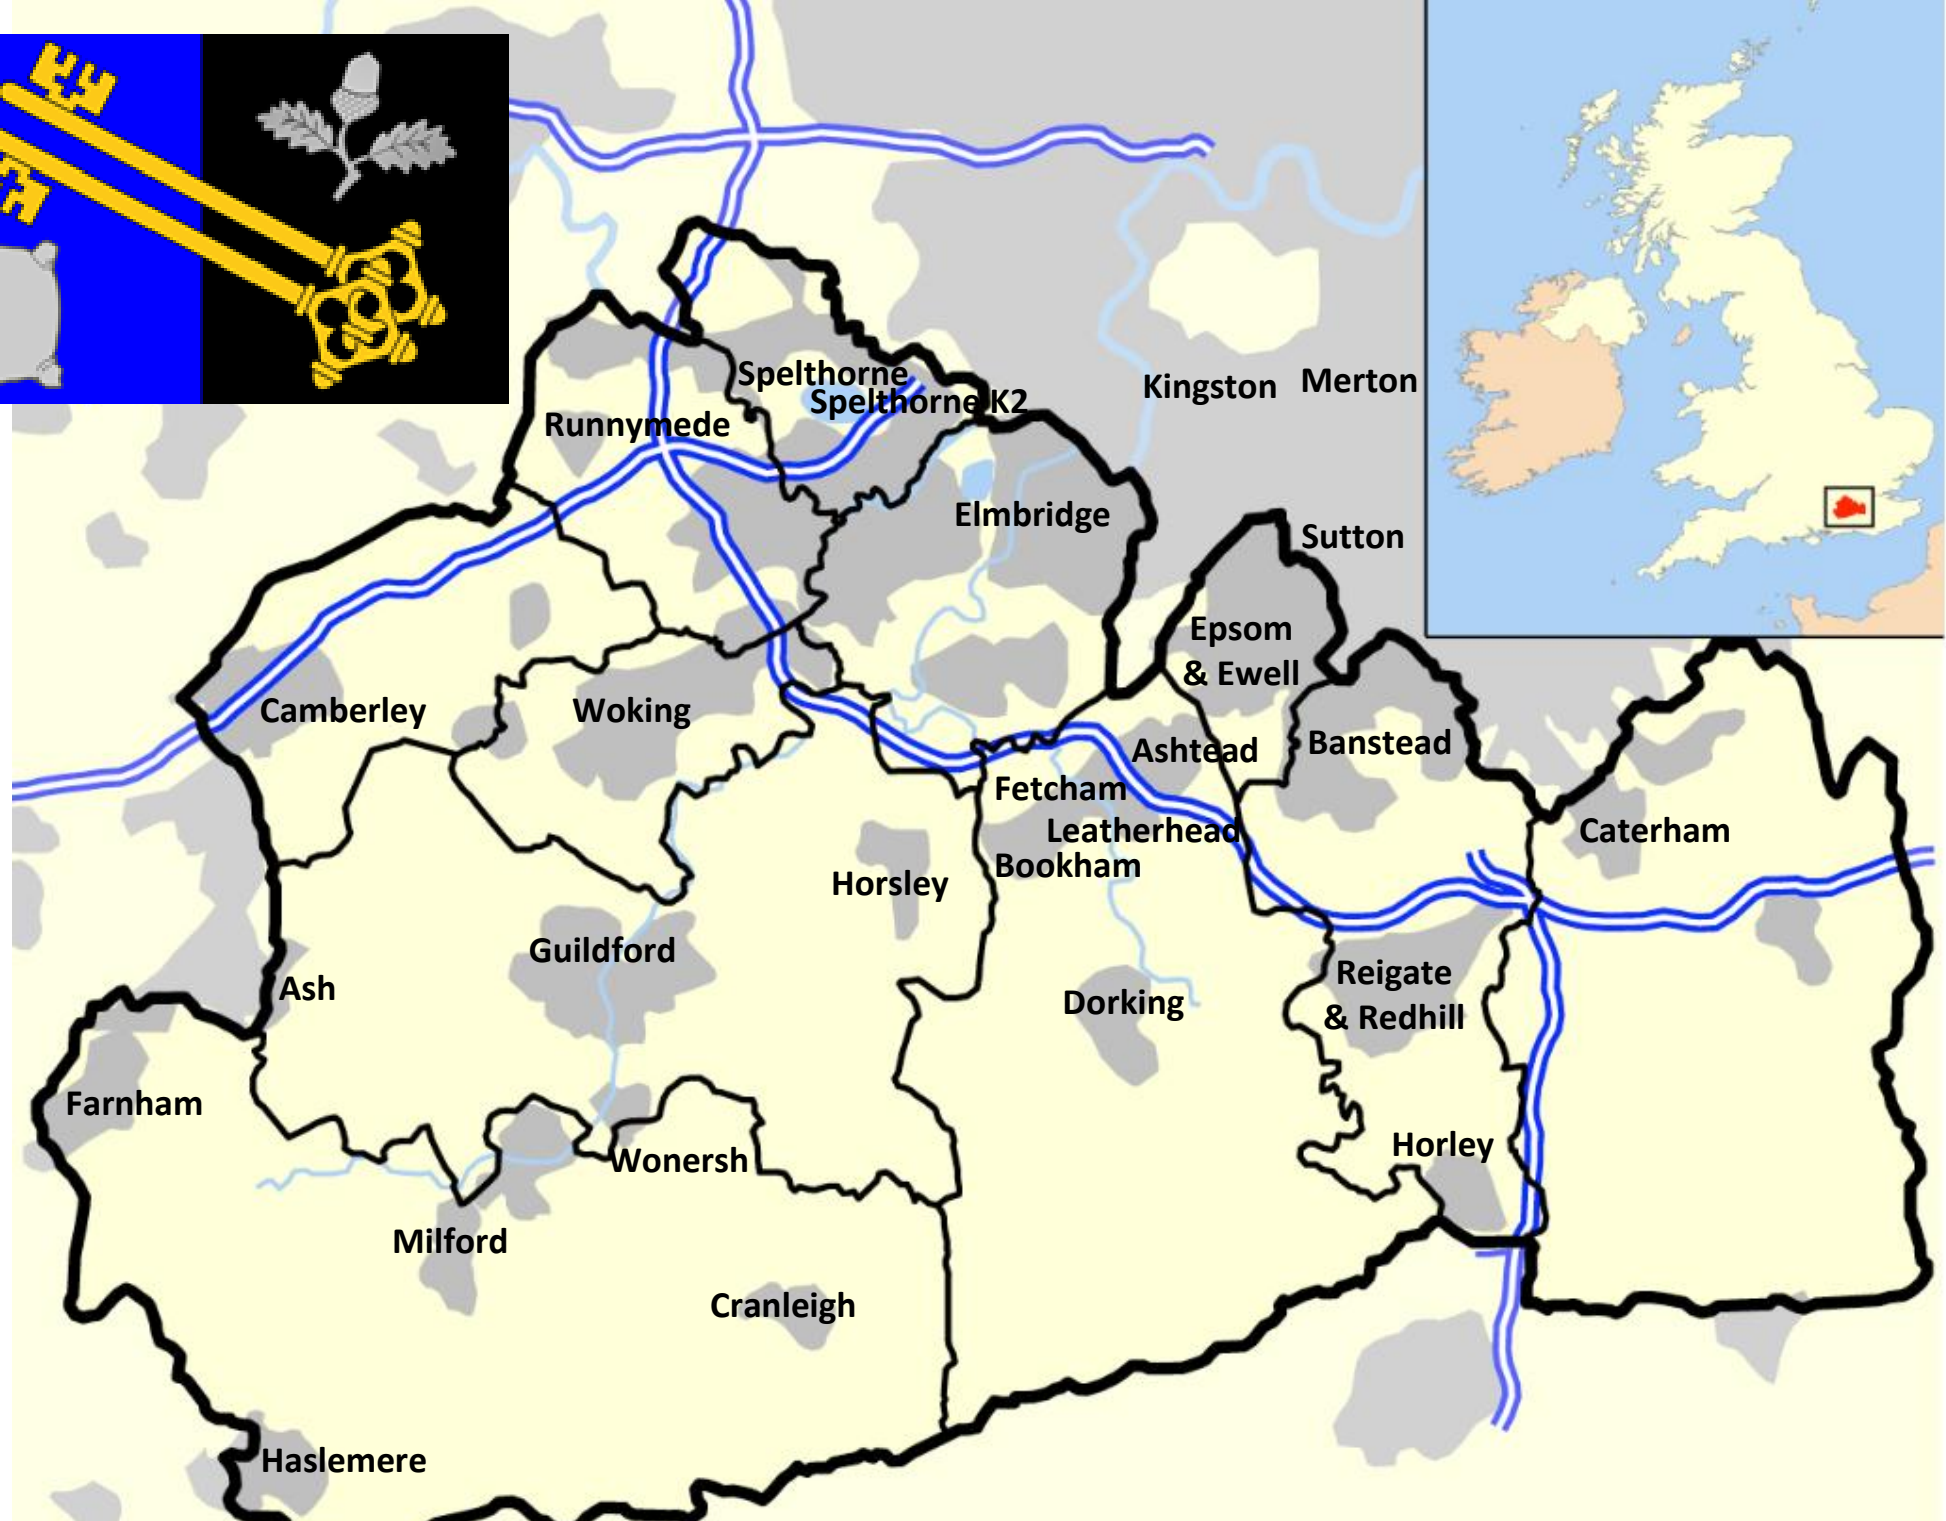 Spelthorne
Kingston
Merton
Spelthorne K2
Runnymede
Elmbridge
Sutton
Epsom
& Ewell
Camberley
Woking
Ashtead
Banstead
Fetcham
Leatherhead
Caterham
Bookham
Horsley
Guildford
Ash
Reigate
& Redhill
Dorking
Farnham
Horley
Wonersh
Milford
Cranleigh
Haslemere